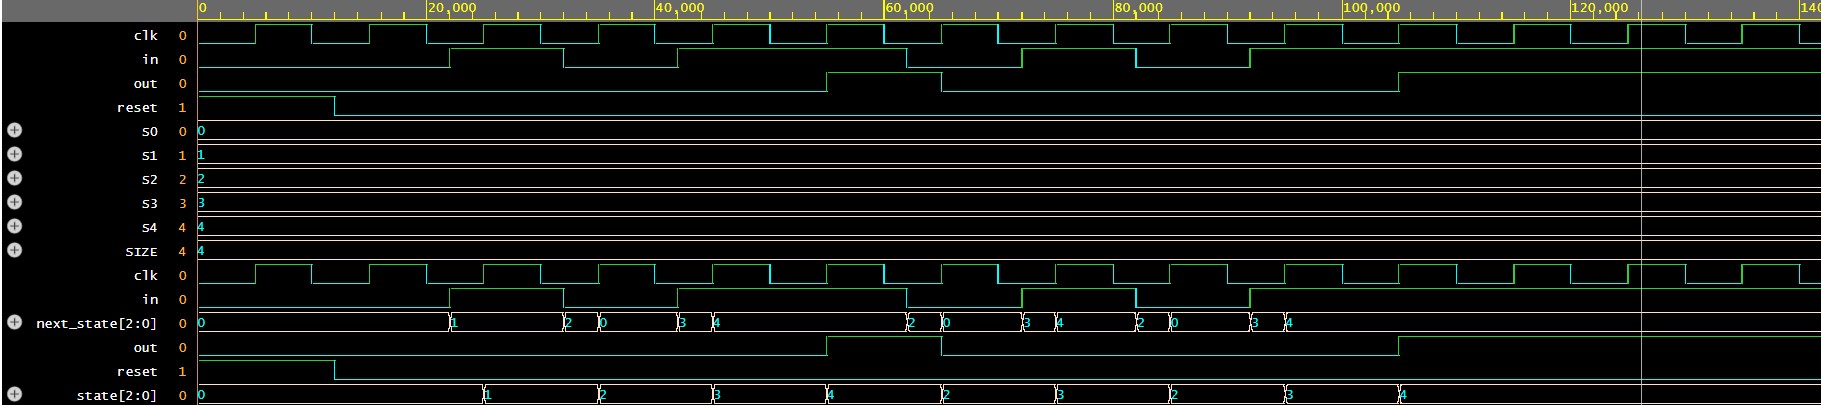 0 20,000 40,000 60,000 80,000 100,000 120,000 140
clk 0
in 0
out 0
reset 1
S0 0 0
S1 1 1
S2 2 2
S3 3 3
S4 4 4
SIZE 4 4
clk 0
in 0
next_state[2:0] 0 0 1 2 0 3 4 2 0 3 4 2 0 3 4
out 0
reset 1
state[2:0] 0 0 1 2 3 4 2 3 2 3 4